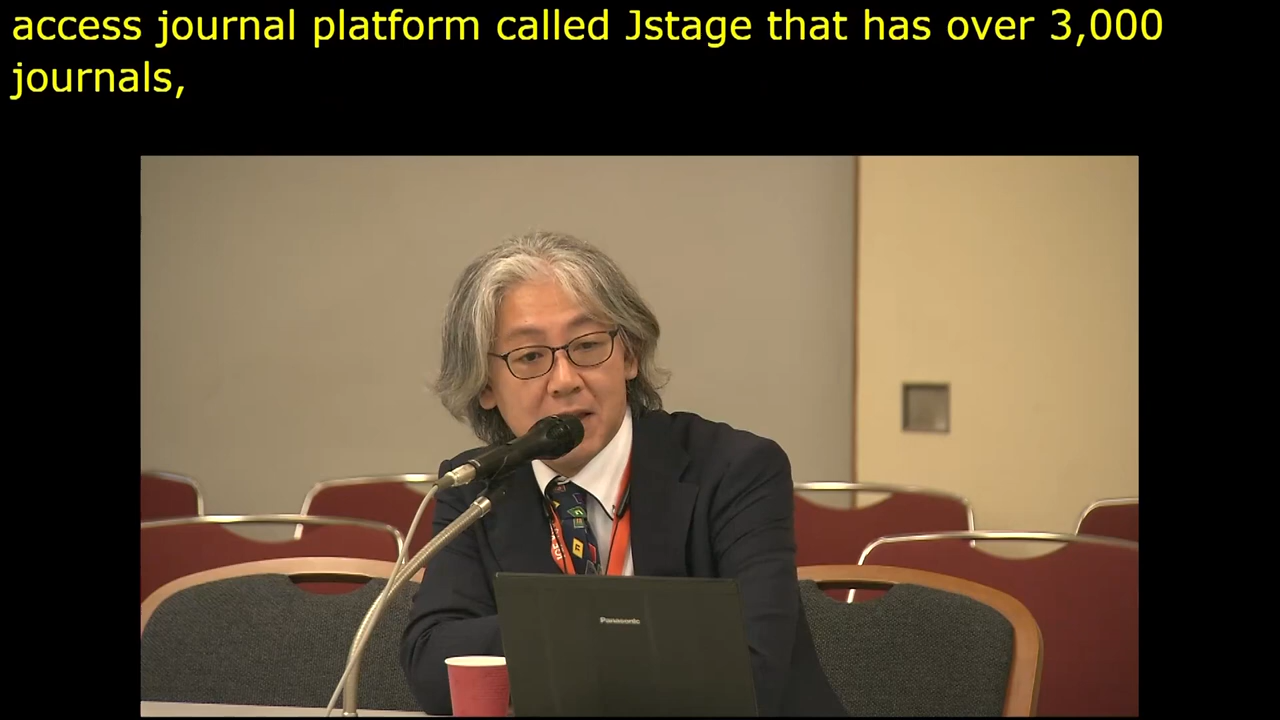 access journal platform called Jstage that has over 3,000
journals,
Panasonic